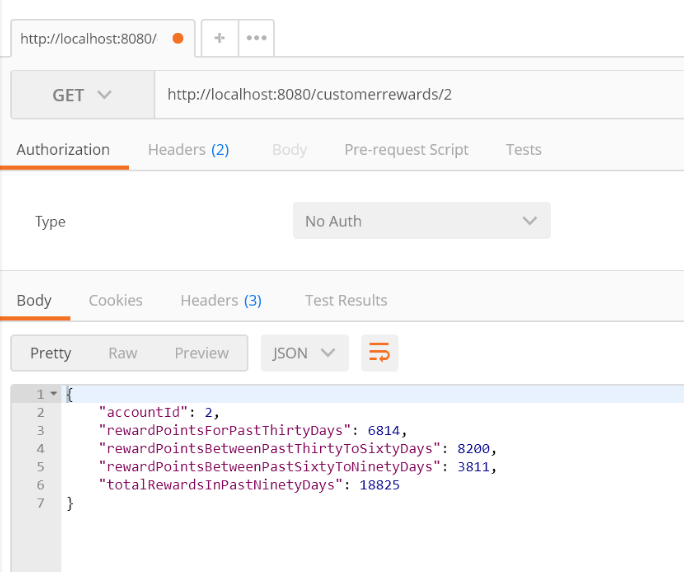 http://localhost:8080/
GET http://localhost:8080/customerrewards/2
Authorization Headers (2) Body Pre-request Script Tests
Type No Auth
Body Cookies Headers (3) Test Results
Pretty Raw Preview JSON
1 {
2 "accountId": 2,
3 "rewardPointsForPastThirtyDays": 6814,
4 "rewardPointsBetweenPastThirtyToSixtyDays": 8200,
5 "rewardPointsBetweenPastSixtyToNinetyDays": 3811,
6 "totalRewardsInPastNinetyDays": 18825
7 }